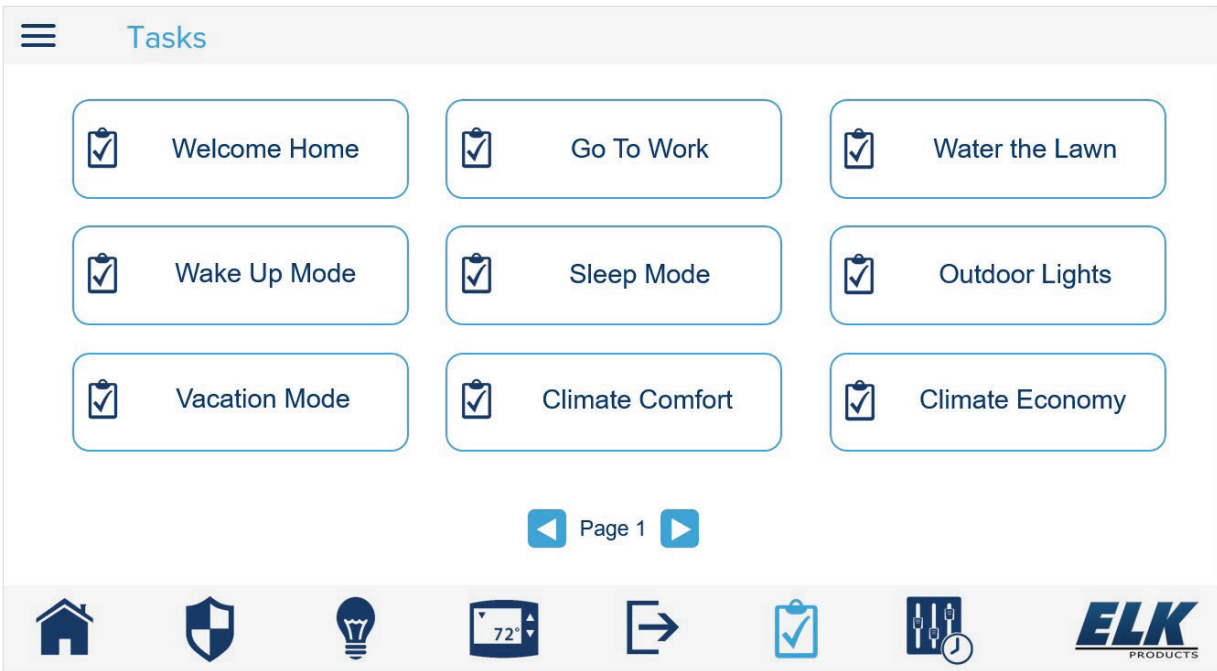 Tasks
Welcome Home
Go To Work
Water the Lawn
Wake Up Mode
Sleep Mode
Outdoor Lights
Vacation Mode
Climate Comfort
Climate Economy
Page 1
72°
ELK
PRODUCTS